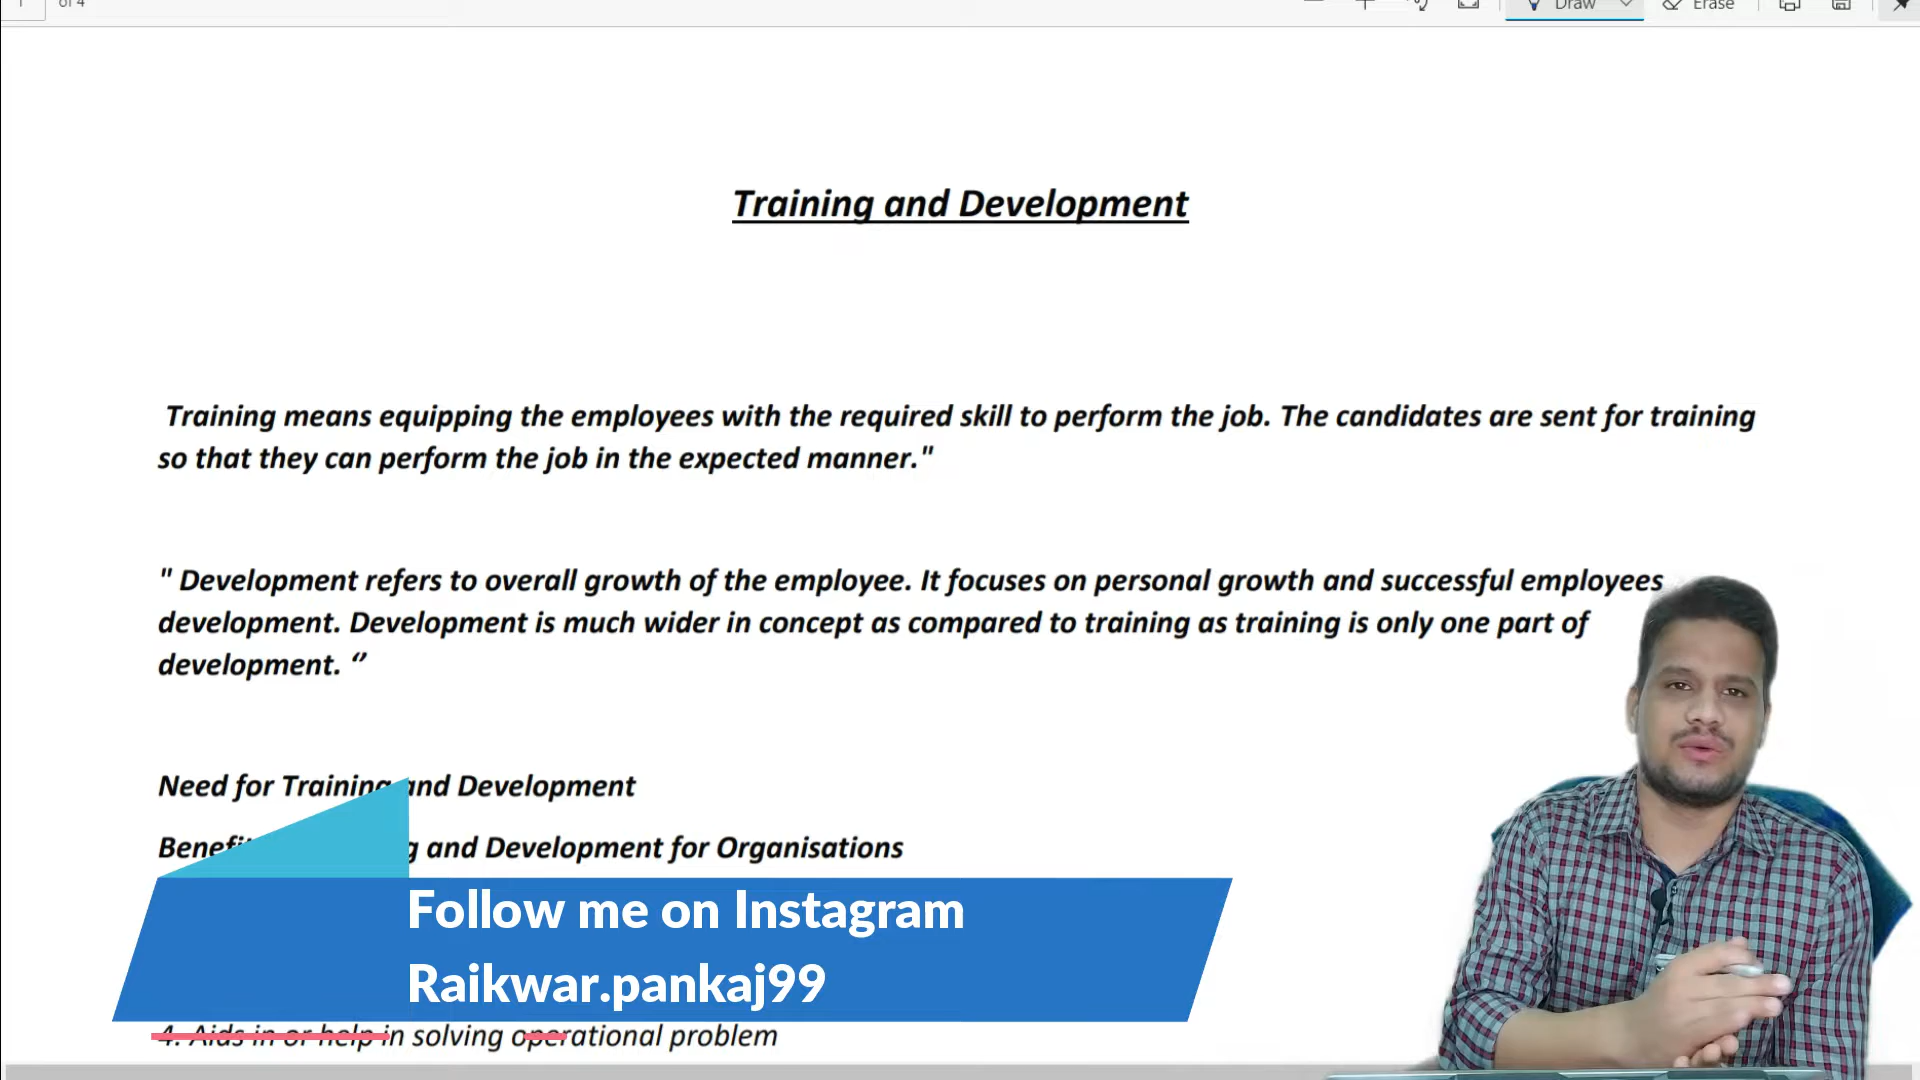 of 4
Draw
Erase
Training and Development
Training means equipping the employees with the required skill to perform the job. The candidates are sent for training
so that they can perform the job in the expected manner."
" Development refers to overall growth of the employee. It focuses on personal growth and successful employees
development. Development is much wider in concept as compared to training as training is only one part of
development. “
Need for Training and Development
and Development for Organisations
Follow me on Instagram
Raikwar.pankaj99
4. Aids in or help in solving operational problem